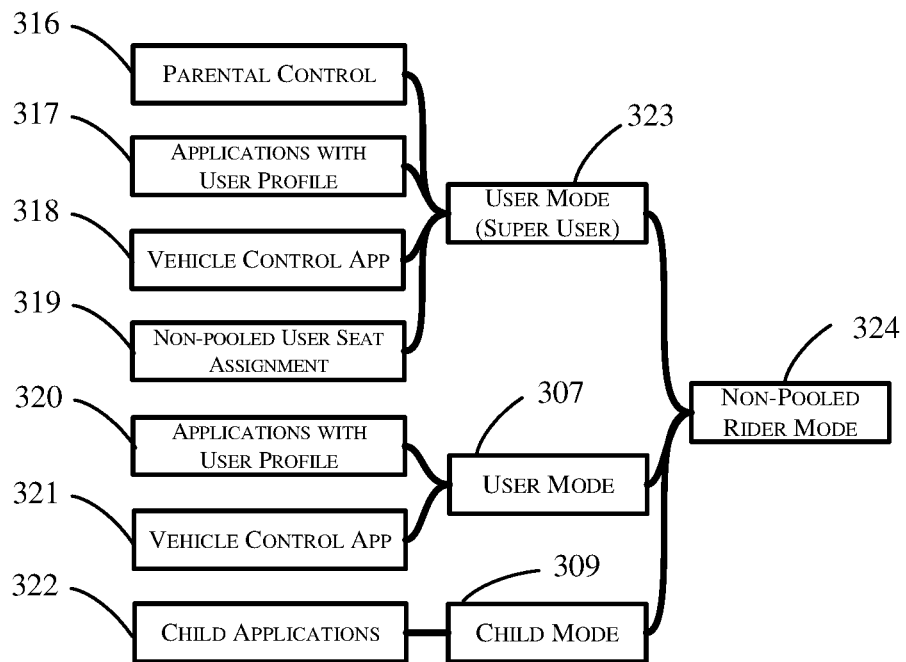 316
PARENTAL CONTROL
317
APPLICATIONS WITH
USER PROFILE
318
VEHICLE CONTROL APP
319
NON-POOLED USER SEAT
ASSIGNMENT
320
APPLICATIONS WITH
USER PROFILE
321
VEHICLE CONTROL APP
322
CHILD APPLICATIONS
323
USER MODE
(SUPER USER)
307
USER MODE
309
CHILD MODE
324
NON-POOLED
RIDER MODE